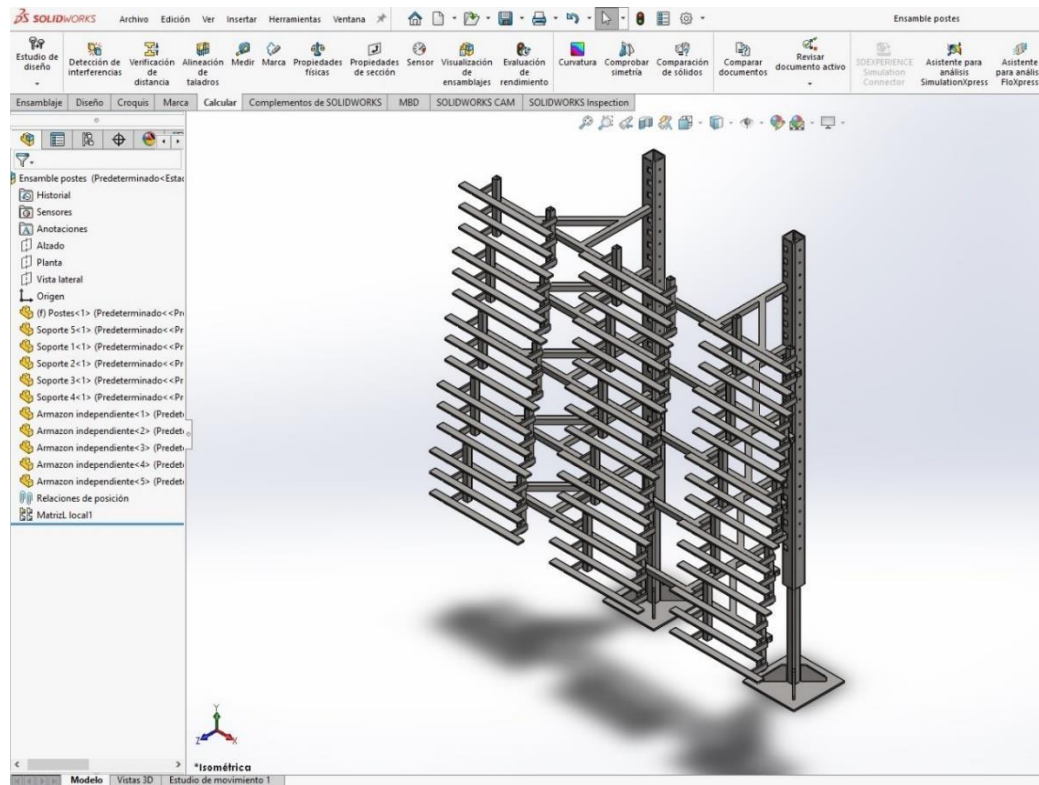 SOLIDWORKS Archivo Edición Ver Insertar Herramientas Ventana Ensamble postes
Estudio de diseño
Detección de interferencias
Verificación de distancia
Alineación de taladros
Medir
Marca
Propiedades físicas
Propiedades de sección
Sensor
Visualización de ensamblajes
Evaluación de rendimiento
Curvatura
Comprobar simetría
Comparación de sólidos
Comparar documentos
Revisar documento activo
3DEXPERIENCE Simulation Connector
Asistente para análisis SimulationXpress
Asistente para análisis FloXpress
Ensamblaje Diseño Croquis Marca Calcular Complementos de SOLIDWORKS MBD SOLIDWORKS CAM SOLIDWORKS Inspection
Ensamble postes (Predeterminado<Estad
Historial
Sensores
Anotaciones
Alzado
Planta
Vista lateral
Origen
(f) Postes<1> (Predeterminado<<Pr
Soporte 5<1> (Predeterminado<<Pr
Soporte 1<1> (Predeterminado<<Pr
Soporte 2<1> (Predeterminado<<Pr
Soporte 3<1> (Predeterminado<<Pr
Soporte 4<1> (Predeterminado<<Pr
Armazon independiente<1> (Predet
Armazon independiente<2> (Predet
Armazon independiente<3> (Predet
Armazon independiente<4> (Predet
Armazon independiente<5> (Predet
Relaciones de posición
MatrizL local1
Y
Z
X
*Isométrica
Modelo Vistas 3D Estudio de movimiento 1